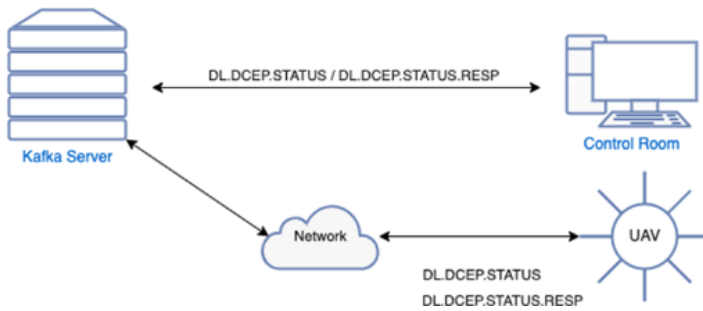 DL.DCEP.STATUS / DL.DCEP.STATUS.RESP
Kafka Server
Control Room
Network
UAV
DL.DCEP.STATUS
DL.DCEP.STATUS.RESP